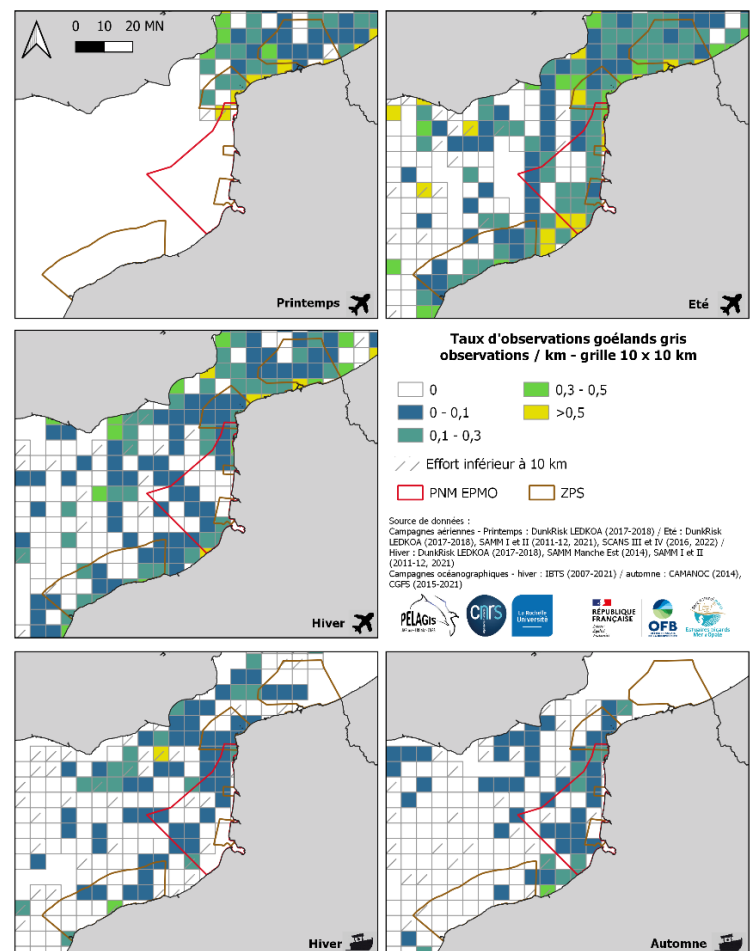 0 10 20 MN
Printemps
Eté
Taux d'observations goélands gris
observations / km - grille 10 x 10 km
0
0,3 - 0,5
0 - 0,1
>0,5
0,1 - 0,3
Effort inférieur à 10 km
PNM EPMO
ZPS
Source de données :
Campagnes aériennes - Printemps : DunkRisk LEDKOA (2017-2018) / Eté : DunkRisk
LEDKOA (2017-2018), SAMM I et II (2011-12, 2021), SCANS III et IV (2016, 2022) /
Hiver : DunkRisk LEDKOA (2017-2018), SAMM Manche Est (2014), SAMM I et II
(2011-12, 2021)
Campagnes océanographiques - hiver : IBTS (2007-2021) / automne : CAMANOC (2014),
CGFS (2015-2021)
PELAGIS
cnrs
La Rochelle
Université
RÉPUBLIQUE
FRANÇAISE
Liberté
Égalité
Fraternité
OFB
Hiver
Hiver
Automne